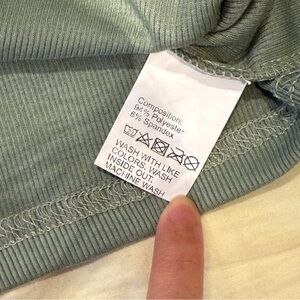 Composition:
94% Polyester
6% Spandex
WASH WITH LIKE
COLORS, WASH
INSIDE OUT,
MACHINE WASH